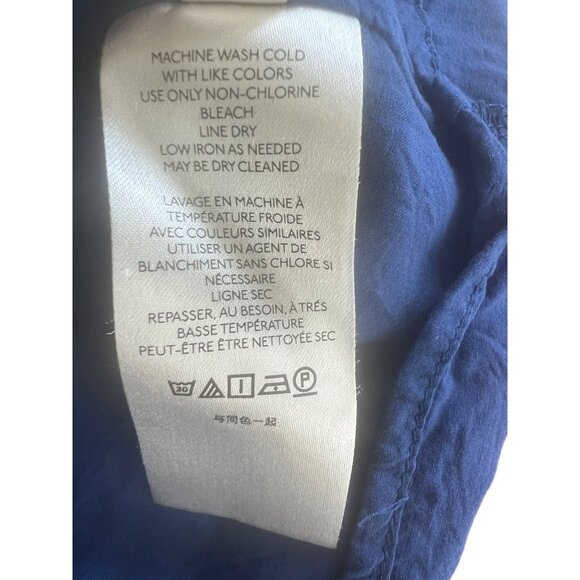 MACHINE WASH COLD
WITH LIKE COLORS
USE ONLY NON-CHLORINE
BLEACH
LINE DRY
LOW IRON AS NEEDED
MAY BE DRY CLEANED
LAVAGE EN MACHINE À
TEMPÉRATURE FROIDE
AVEC COULEURS SIMILAIRES
UTILISER UN AGENT DE
BLANCHIMENT SANS CHLORE SI
NÉCESSAIRE
LIGNE SEC
REPASSER, AU BESOIN, À TRÉS
BASSE TEMPÉRATURE
PEUT-ÊTRE ÊTRE NETTOYÉE SEC
30 P
与同色一起